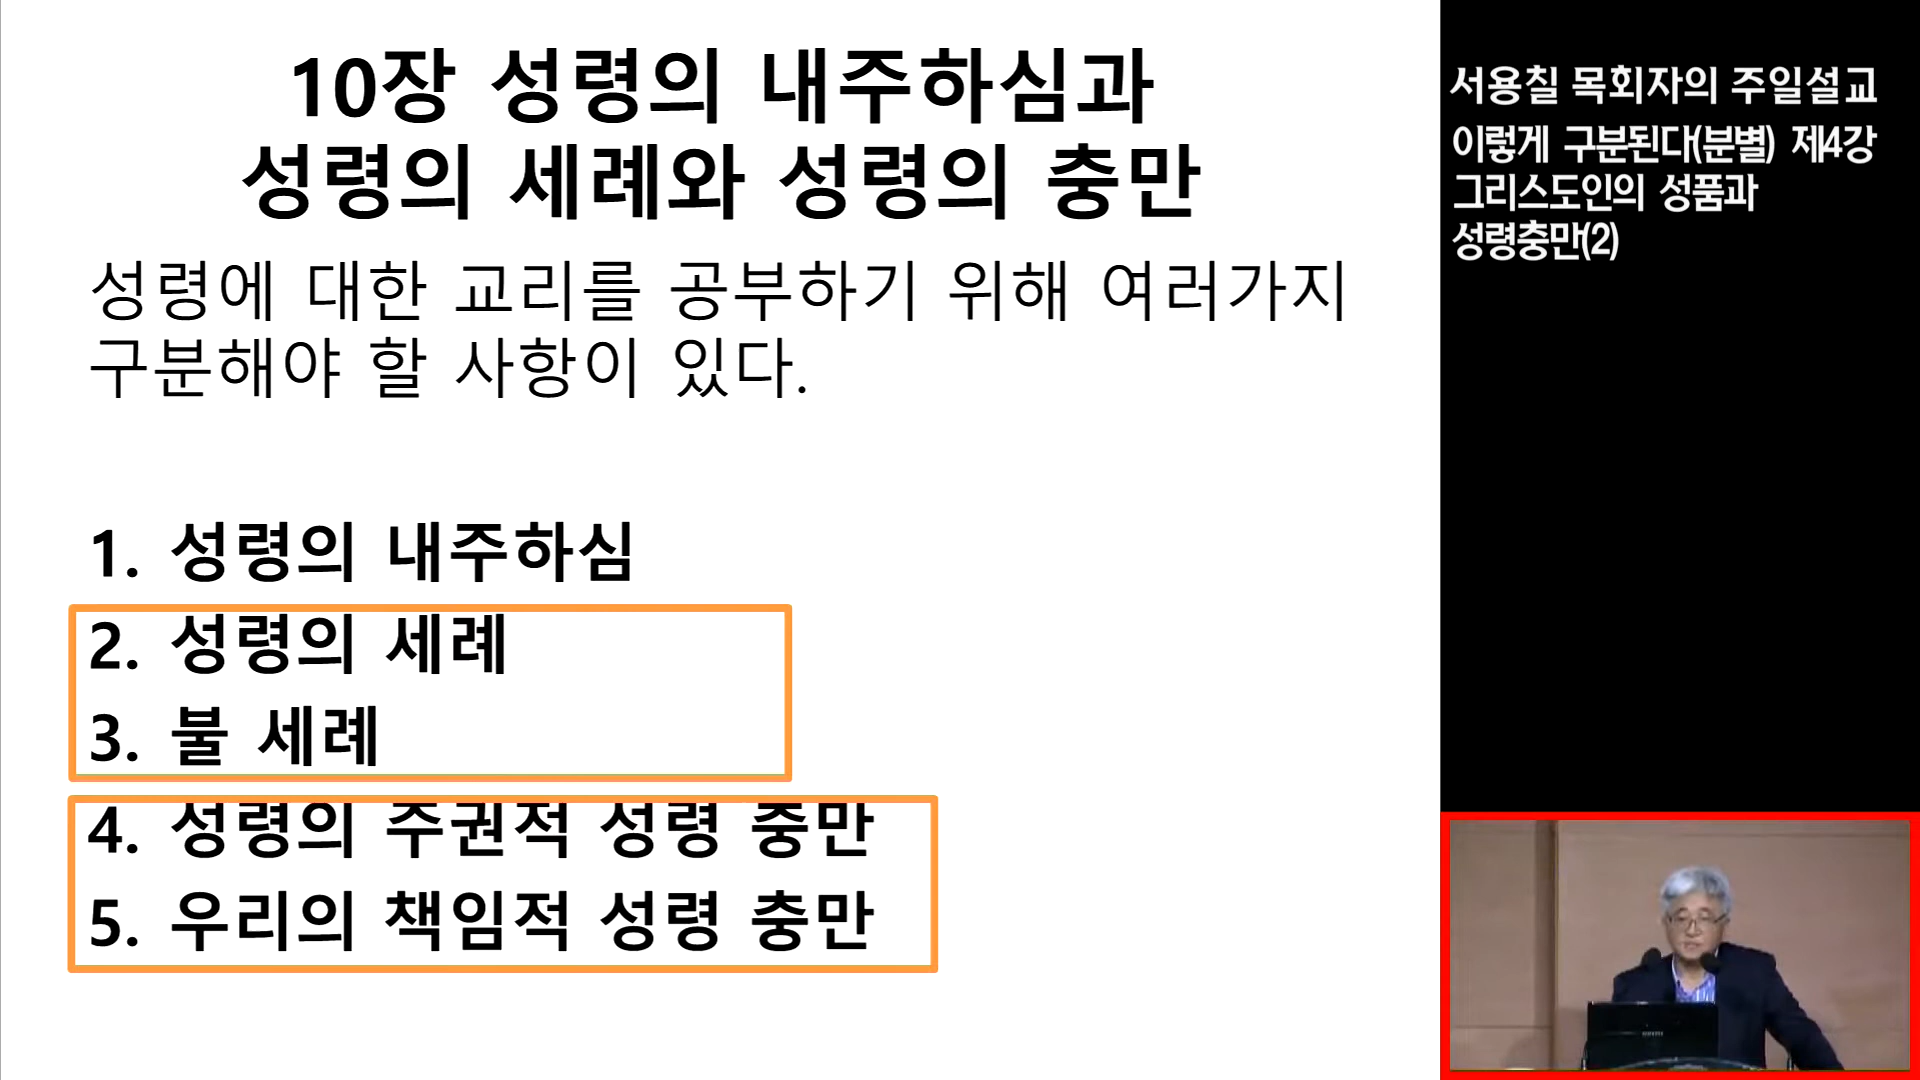 10장 성령의 내주하심과
성령의 세례와 성령의 충만
성령에 대한 교리를 공부하기 위해 여러가지
구분해야 할 사항이 있다.
1. 성령의 내주하심
2. 성령의 세례
3. 불 세례
4. 성령의 주권적 성령 충만
5. 우리의 책임적 성령 충만
서용칠 목회자의 주일설교
이렇게 구분된다(분별) 제4강
그리스도인의 성품과
성령충만(2)